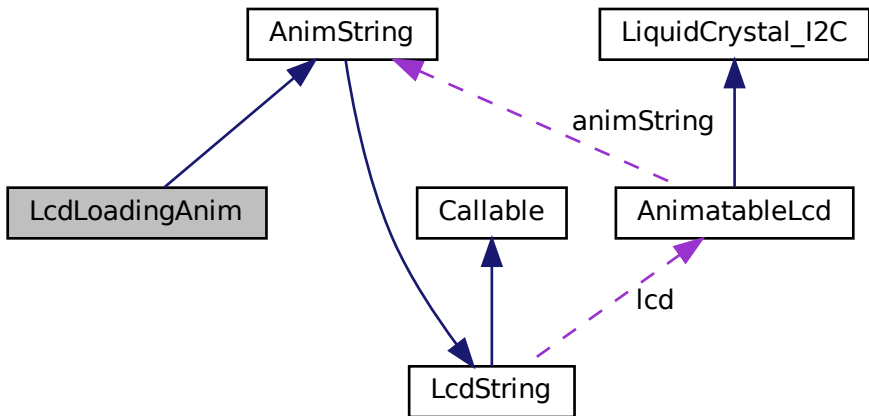 AnimString
LiquidCrystal_I2C
animString
LcdLoadingAnim
Callable
AnimatableLcd
lcd
LcdString